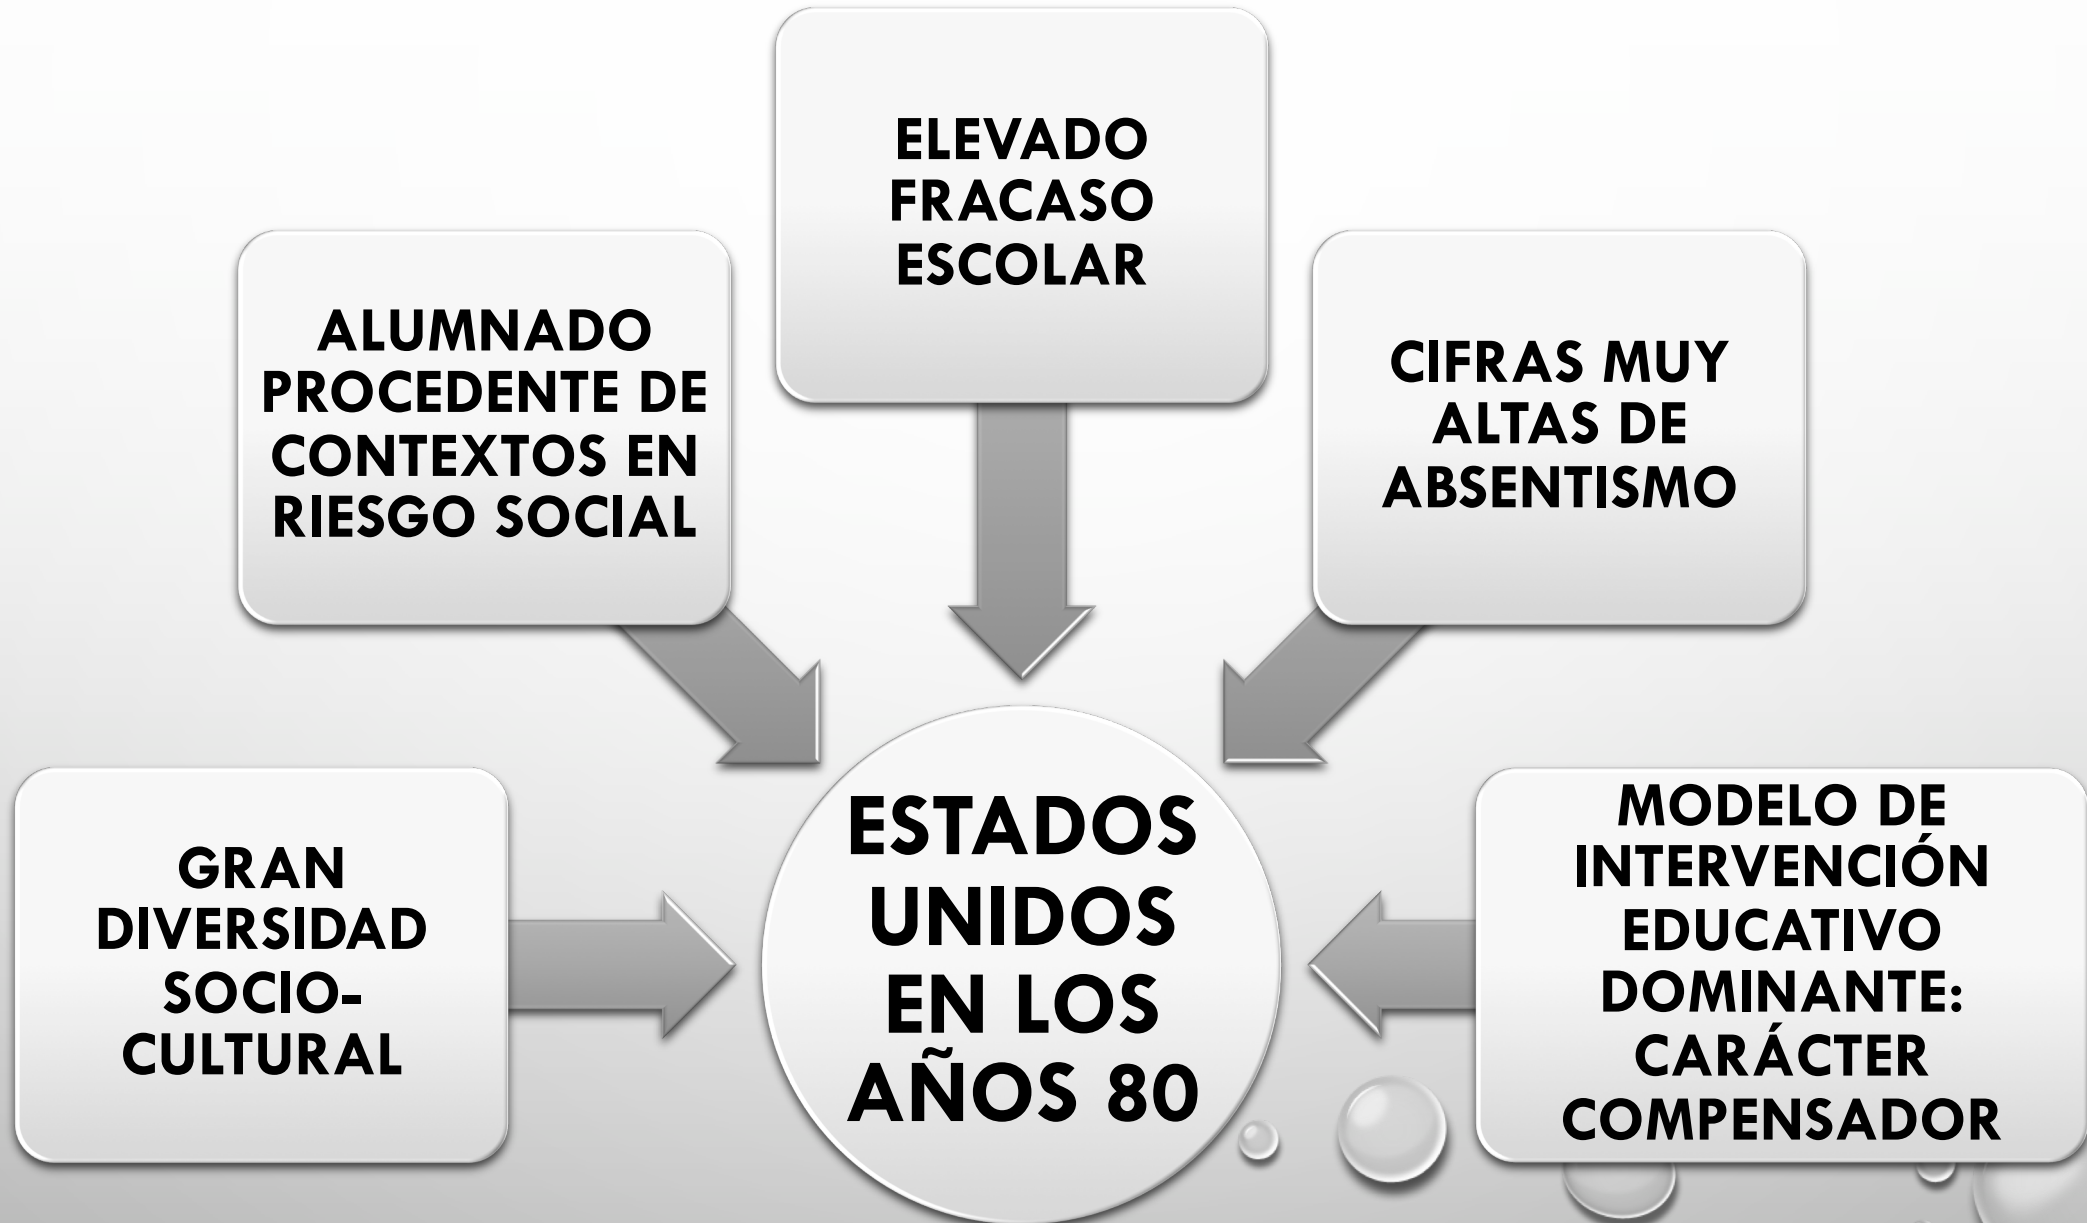 GRAN
DIVERSIDAD
SOCIO-
CULTURAL
ALUMNADO
PROCEDENTE DE
CONTEXTOS EN
RIESGO SOCIAL
ELEVADO
FRACASO
ESCOLAR
CIFRAS MUY
ALTAS DE
ABSENTISMO
MODELO DE
INTERVENCIÓN
EDUCATIVO
DOMINANTE:
CARÁCTER
COMPENSADOR
ESTADOS
UNIDOS
EN LOS
AÑOS 80